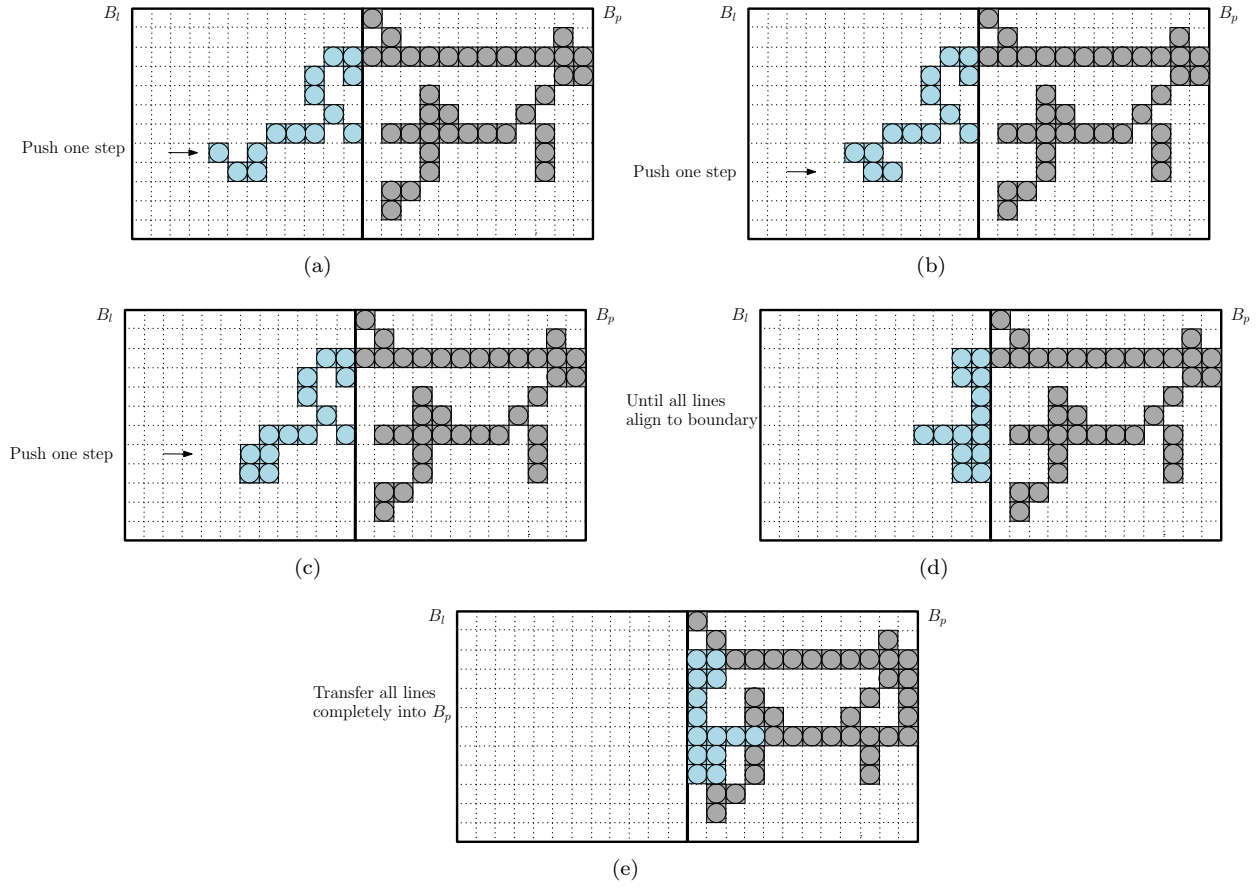 B_l B_p B_l B_p
Push one step
Push one step
(a) (b)
B_l B_p B_l B_p
Until all lines
align to boundary
Push one step
(c) (d)
B_l B_p
Transfer all lines
completely into B_p
(e)